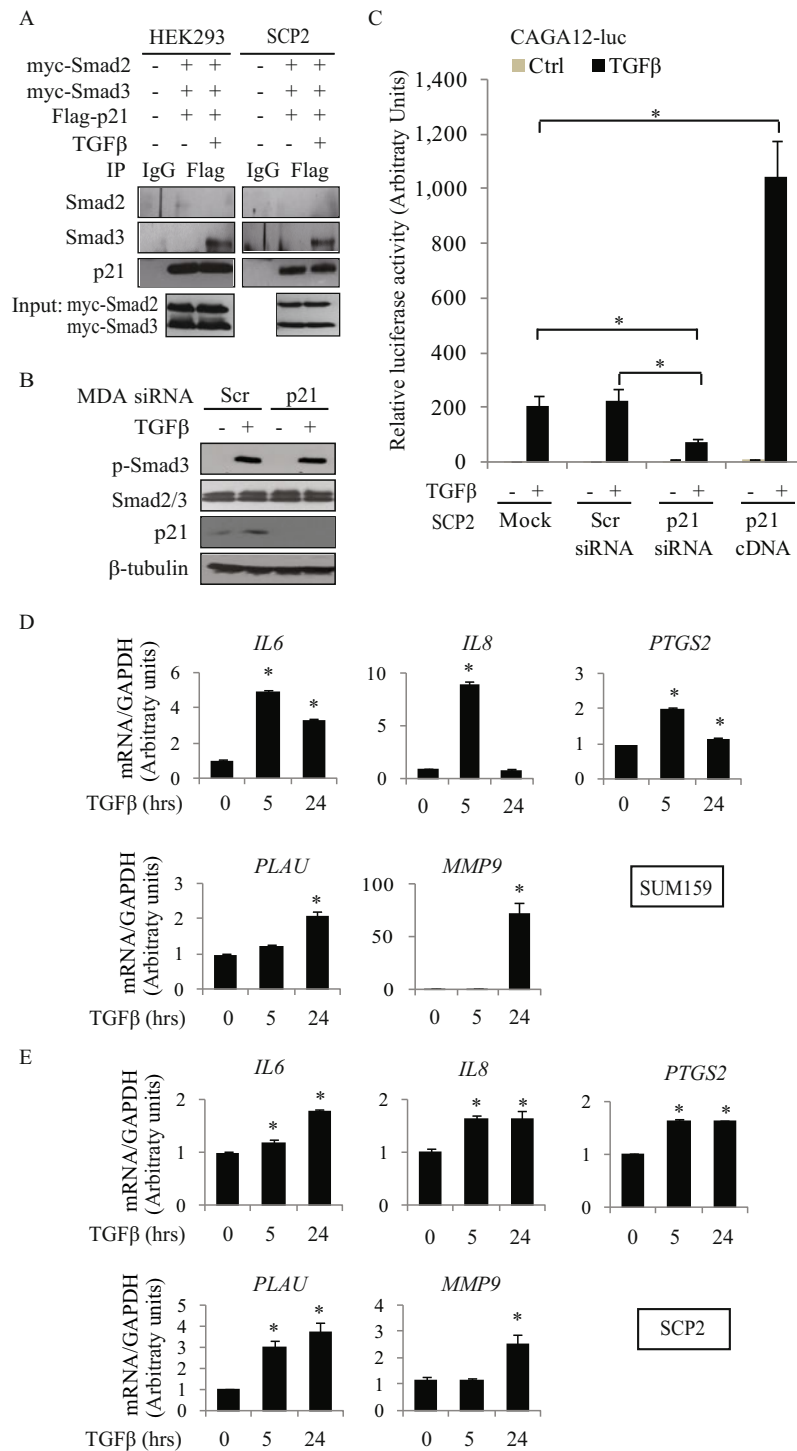 A
HEK293 SCP2
myc-Smad2 - + + - + +
myc-Smad3 - + + - + +
Flag-p21 - + + - + +
TGFβ - - + - - +
IP IgG Flag IgG Flag
Smad2
Smad3
p21
Input: myc-Smad2
myc-Smad3
B
MDA siRNA Scr p21
TGFβ - + - +
p-Smad3
Smad2/3
p21
β-tubulin
C
CAGA12-luc
Ctrl TGFβ
Relative luciferase activity (Arbitraty Units)
1,400
1,200
1,000
800
600
400
200
0
* * *
TGFβ - + - + - + - +
SCP2 Mock Scr siRNA p21 siRNA p21 cDNA
D
IL6 IL8 PTGS2
mRNA/GAPDH
(Arbitraty units)
6 10 3
4 5 2
2 0 1
0 0
* * * * *
TGFβ (hrs) 0 5 24 0 5 24 0 5 24
PLAU MMP9
SUM159
mRNA/GAPDH
(Arbitraty units)
3 100
2 50
1 0
0
* *
TGFβ (hrs) 0 5 24 0 5 24
E
IL6 IL8 PTGS2
mRNA/GAPDH
(Arbitraty units)
2 2 2
1 1 1
0 0 0
* * * * * *
TGFβ (hrs) 0 5 24 0 5 24 0 5 24
PLAU MMP9
SCP2
mRNA/GAPDH
(Arbitraty units)
5 4
4 3
3 2
2 1
1 0
0
* * *
TGFβ (hrs) 0 5 24 0 5 24